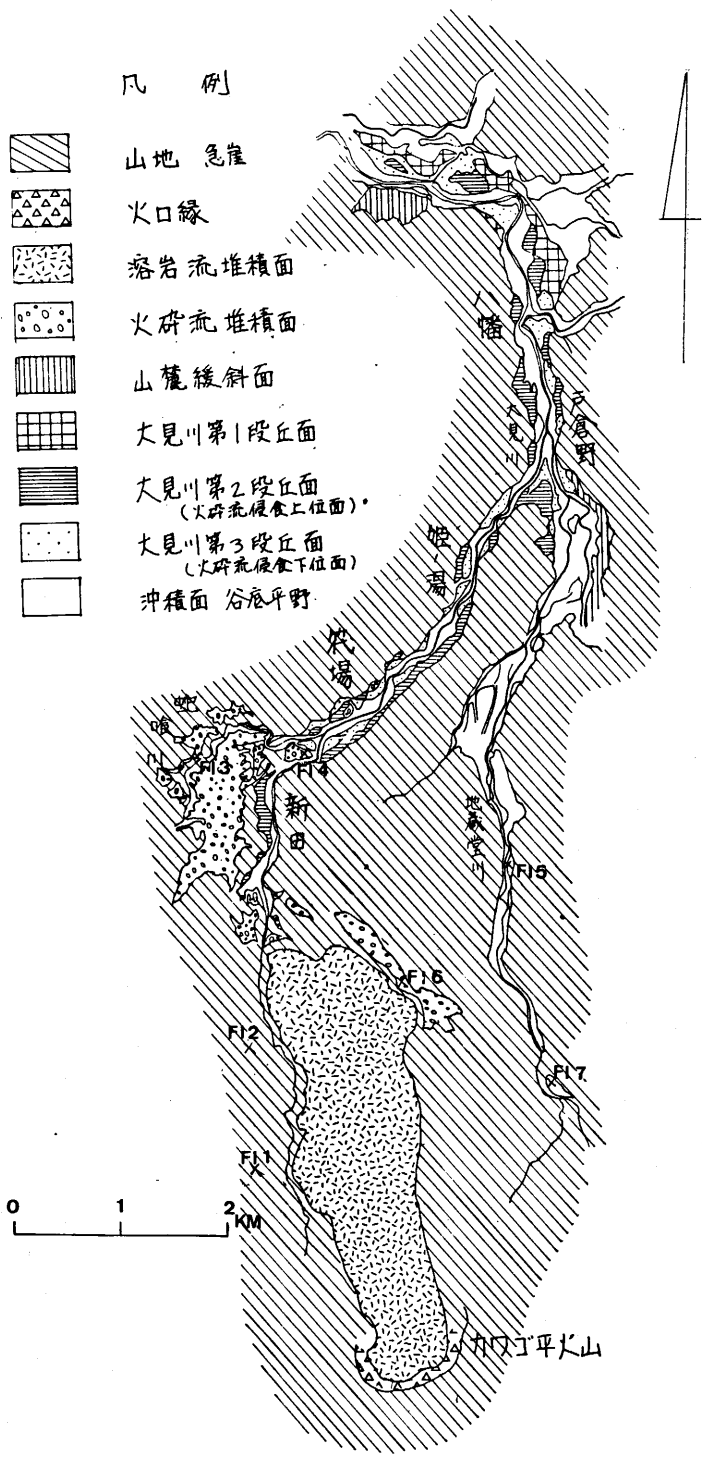 凡 例
山地 急崖
火口縁
溶岩流堆積面
火砕流堆積面
山麓緩斜面
大見川第1段丘面
大見川第2段丘面
(火砕流侵食上位面)
大見川第3段丘面
(火砕流侵食下位面)
沖積面 谷底平野
八幡
大見川
戸倉野
姫之湯
筏場
蛇喰川
F13
F14
新田
地蔵堂川
F15
F16
F12
F17
F11
0 1 2
KM
カワゴ平火山